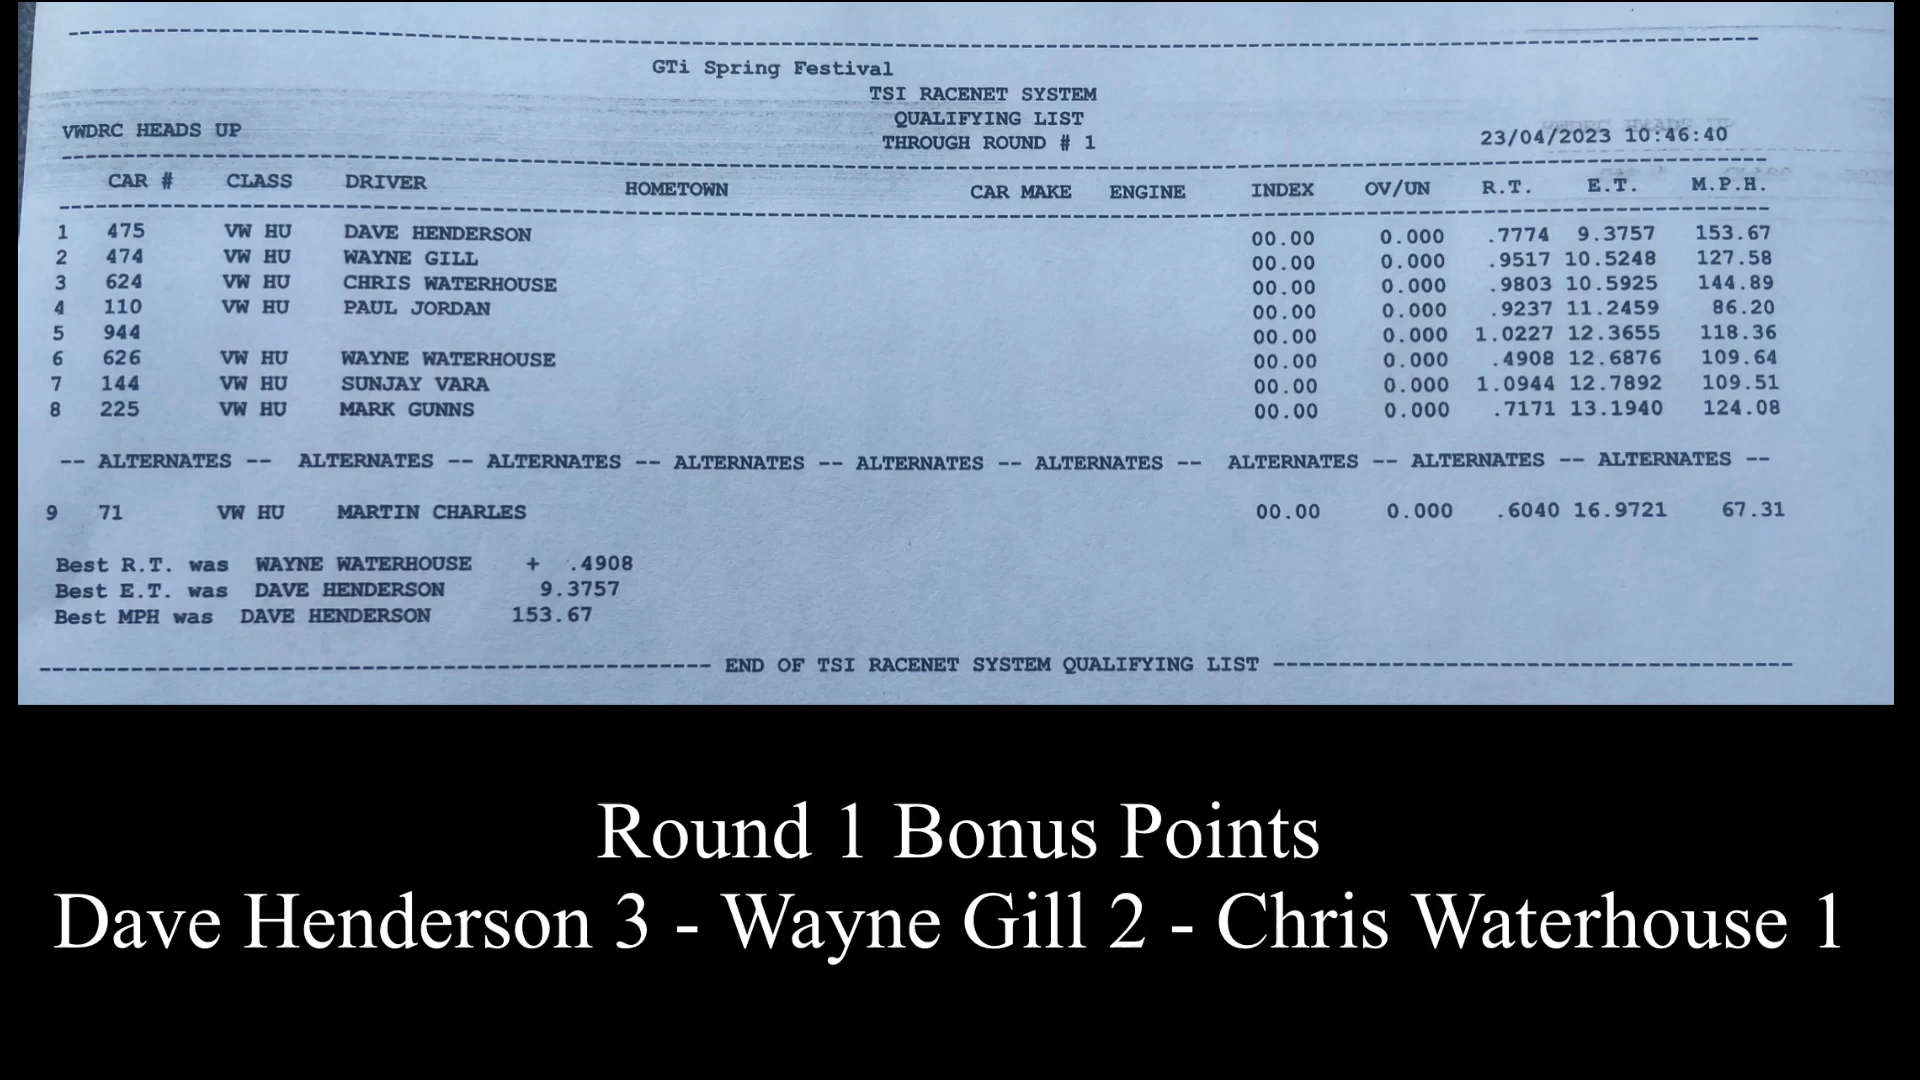 GTi Spring Festival
TSI RACENET SYSTEM
QUALIFYING LIST
VWDRC HEADS UP THROUGH ROUND # 1 23/04/2023 10:46:40
CAR # CLASS DRIVER HOMETOWN CAR MAKE ENGINE INDEX OV/UN R.T. E.T. M.P.H.
1 475 VW HU DAVE HENDERSON 00.00 0.000 .7774 9.3757 153.67
2 474 VW HU WAYNE GILL 00.00 0.000 .9517 10.5248 127.58
3 624 VW HU CHRIS WATERHOUSE 00.00 0.000 .9803 10.5925 144.89
4 110 VW HU PAUL JORDAN 00.00 0.000 .9237 11.2459 86.20
5 944 00.00 0.000 1.0227 12.3655 118.36
6 626 VW HU WAYNE WATERHOUSE 00.00 0.000 .4908 12.6876 109.64
7 144 VW HU SUNJAY VARA 00.00 0.000 1.0944 12.7892 109.51
8 225 VW HU MARK GUNNS 00.00 0.000 .7171 13.1940 124.08
-- ALTERNATES -- ALTERNATES -- ALTERNATES -- ALTERNATES -- ALTERNATES -- ALTERNATES -- ALTERNATES -- ALTERNATES -- ALTERNATES --
9 71 VW HU MARTIN CHARLES 00.00 0.000 .6040 16.9721 67.31
Best R.T. was WAYNE WATERHOUSE + .4908
Best E.T. was DAVE HENDERSON 9.3757
Best MPH was DAVE HENDERSON 153.67
END OF TSI RACENET SYSTEM QUALIFYING LIST
Round 1 Bonus Points
Dave Henderson 3 - Wayne Gill 2 - Chris Waterhouse 1